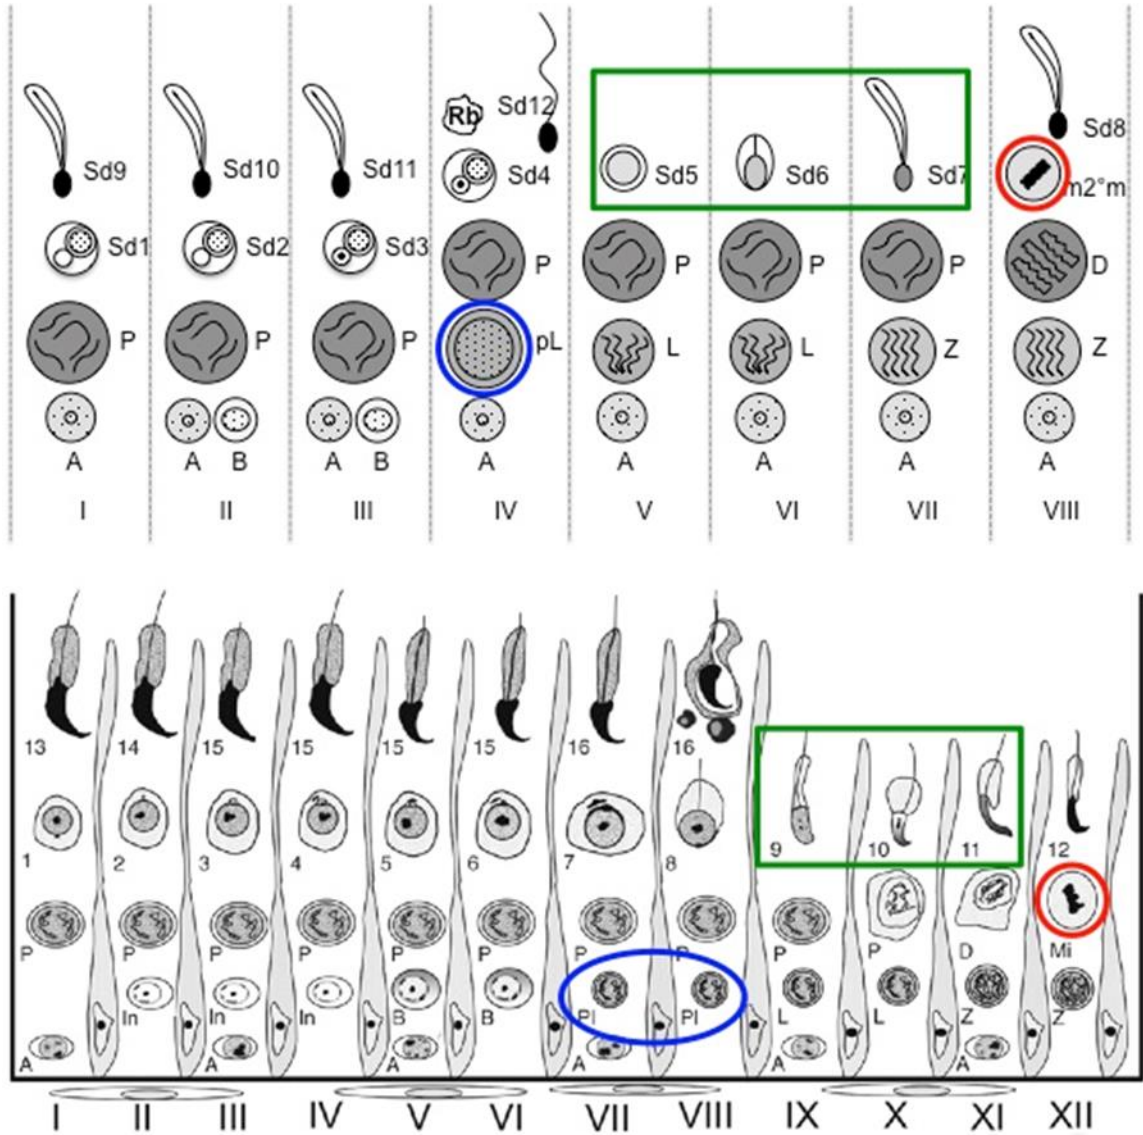 Sd12
Rb
Sd8
Sd9 Sd10 Sd11 Sd4 Sd5 Sd6 Sd7 m2°m
Sd1 Sd2 Sd3 P P P P D
P P P pL L L Z Z
A A B A B A A A A A
I II III IV V VI VII VIII
13 14 15 15 15 15 16 16
1 2 3 4 5 6 7 8 9 10 11 12
P P P P P P P P P P D Mi
In In In B B Pl Pl L L Z Z
A A A A A A
I II III IV V VI VII VIII IX X XI XII